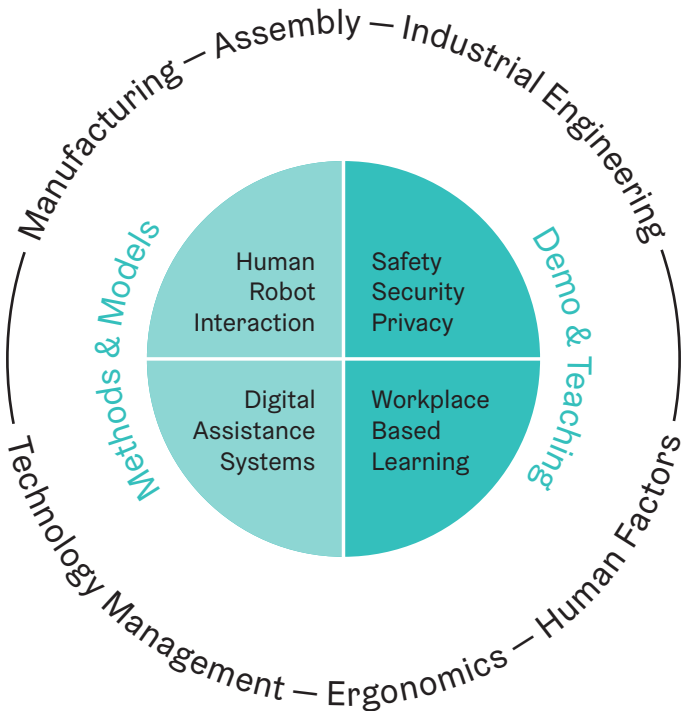 Manufacturing — Assembly — Industrial Engineering
Methods & Models
Human
Robot
Interaction
Safety
Security
Privacy
Digital
Assistance
Systems
Workplace
Based
Learning
Demo & Teaching
Technology Management — Ergonomics — Human Factors